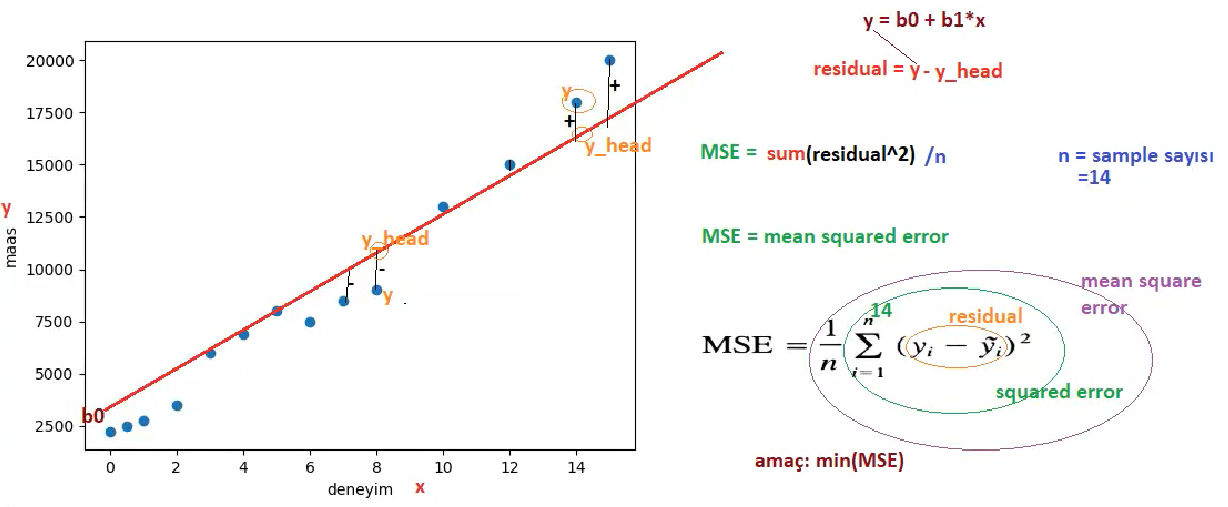 20000
17500
15000
12500
10000
7500
5000
2500
0 2 4 6 8 10 12 14
y
maas
deneyim x
b0
y
+
+
y_head
y_head
-
-
y
y = b0 + b1*x
residual = y - y_head
MSE = sum(residual^2) /n
n = sample sayısı
=14
MSE = mean squared error
mean square
error
14
residual
MSE = 1/n n∑i=1 (yi − ỹi)²
squared error
amaç: min(MSE)